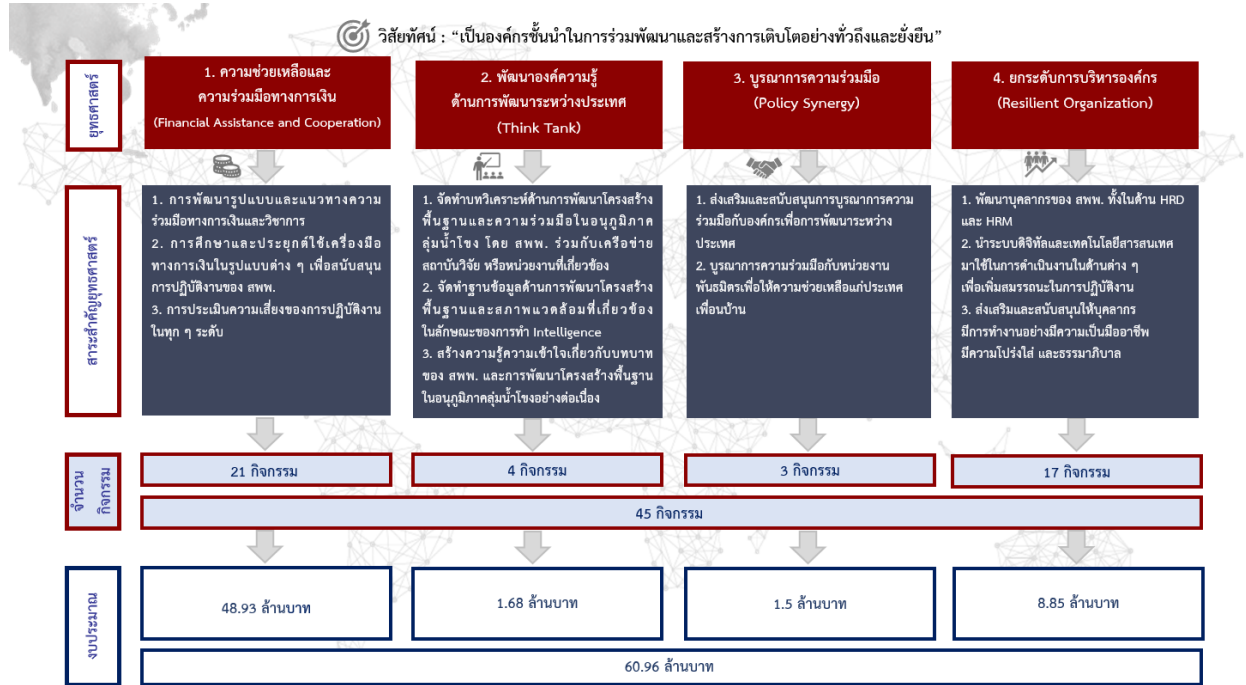 วิสัยทัศน์ : “เป็นองค์กรชั้นนำในการร่วมพัฒนาและสร้างการเติบโตอย่างทั่วถึงและยั่งยืน”
ยุทธศาสตร์
1. ความช่วยเหลือและ
ความร่วมมือทางการเงิน
(Financial Assistance and Cooperation)
2. พัฒนาองค์ความรู้
ด้านการพัฒนาระหว่างประเทศ
(Think Tank)
3. บูรณาการความร่วมมือ
(Policy Synergy)
4. ยกระดับการบริหารองค์กร
(Resilient Organization)
สาระสำคัญยุทธศาสตร์
1. การพัฒนารูปแบบและแนวทางความ
ร่วมมือทางการเงินและวิชาการ
2. การศึกษาและประยุกต์ใช้เครื่องมือ
ทางการเงินในรูปแบบต่าง ๆ เพื่อสนับสนุน
การปฏิบัติงานของ สพพ.
3. การประเมินความเสี่ยงของการปฏิบัติงาน
ในทุก ๆ ระดับ
1. จัดทำบทวิเคราะห์ด้านการพัฒนาโครงสร้าง
พื้นฐานและความร่วมมือในอนุภูมิภาค
ลุ่มน้ำโขง โดย สพพ. ร่วมกับเครือข่าย
สถาบันวิจัย หรือหน่วยงานที่เกี่ยวข้อง
2. จัดทำฐานข้อมูลด้านการพัฒนาโครงสร้าง
พื้นฐานและสภาพแวดล้อมที่เกี่ยวข้อง
ในลักษณะของการทำ Intelligence
3. สร้างความรู้ความเข้าใจเกี่ยวกับบทบาท
ของ สพพ. และการพัฒนาโครงสร้างพื้นฐาน
ในอนุภูมิภาคลุ่มน้ำโขงอย่างต่อเนื่อง
1. ส่งเสริมและสนับสนุนการบูรณาการความ
ร่วมมือกับองค์กรเพื่อการพัฒนาระหว่าง
ประเทศ
2. บูรณาการความร่วมมือกับหน่วยงาน
พันธมิตรเพื่อให้ความช่วยเหลือแก่ประเทศ
เพื่อนบ้าน
1. พัฒนาบุคลากรของ สพพ. ทั้งในด้าน HRD
และ HRM
2. นำระบบดิจิทัลและเทคโนโลยีสารสนเทศ
มาใช้ในการดำเนินงานในด้านต่าง ๆ
เพื่อเพิ่มสมรรถนะในการปฏิบัติงาน
3. ส่งเสริมและสนับสนุนให้บุคลากร
มีการทำงานอย่างมีความเป็นมืออาชีพ
มีความโปร่งใส่ และธรรมาภิบาล
จำนวน
กิจกรรม
21 กิจกรรม
4 กิจกรรม
3 กิจกรรม
17 กิจกรรม
45 กิจกรรม
งบประมาณ
48.93 ล้านบาท
1.68 ล้านบาท
1.5 ล้านบาท
8.85 ล้านบาท
60.96 ล้านบาท